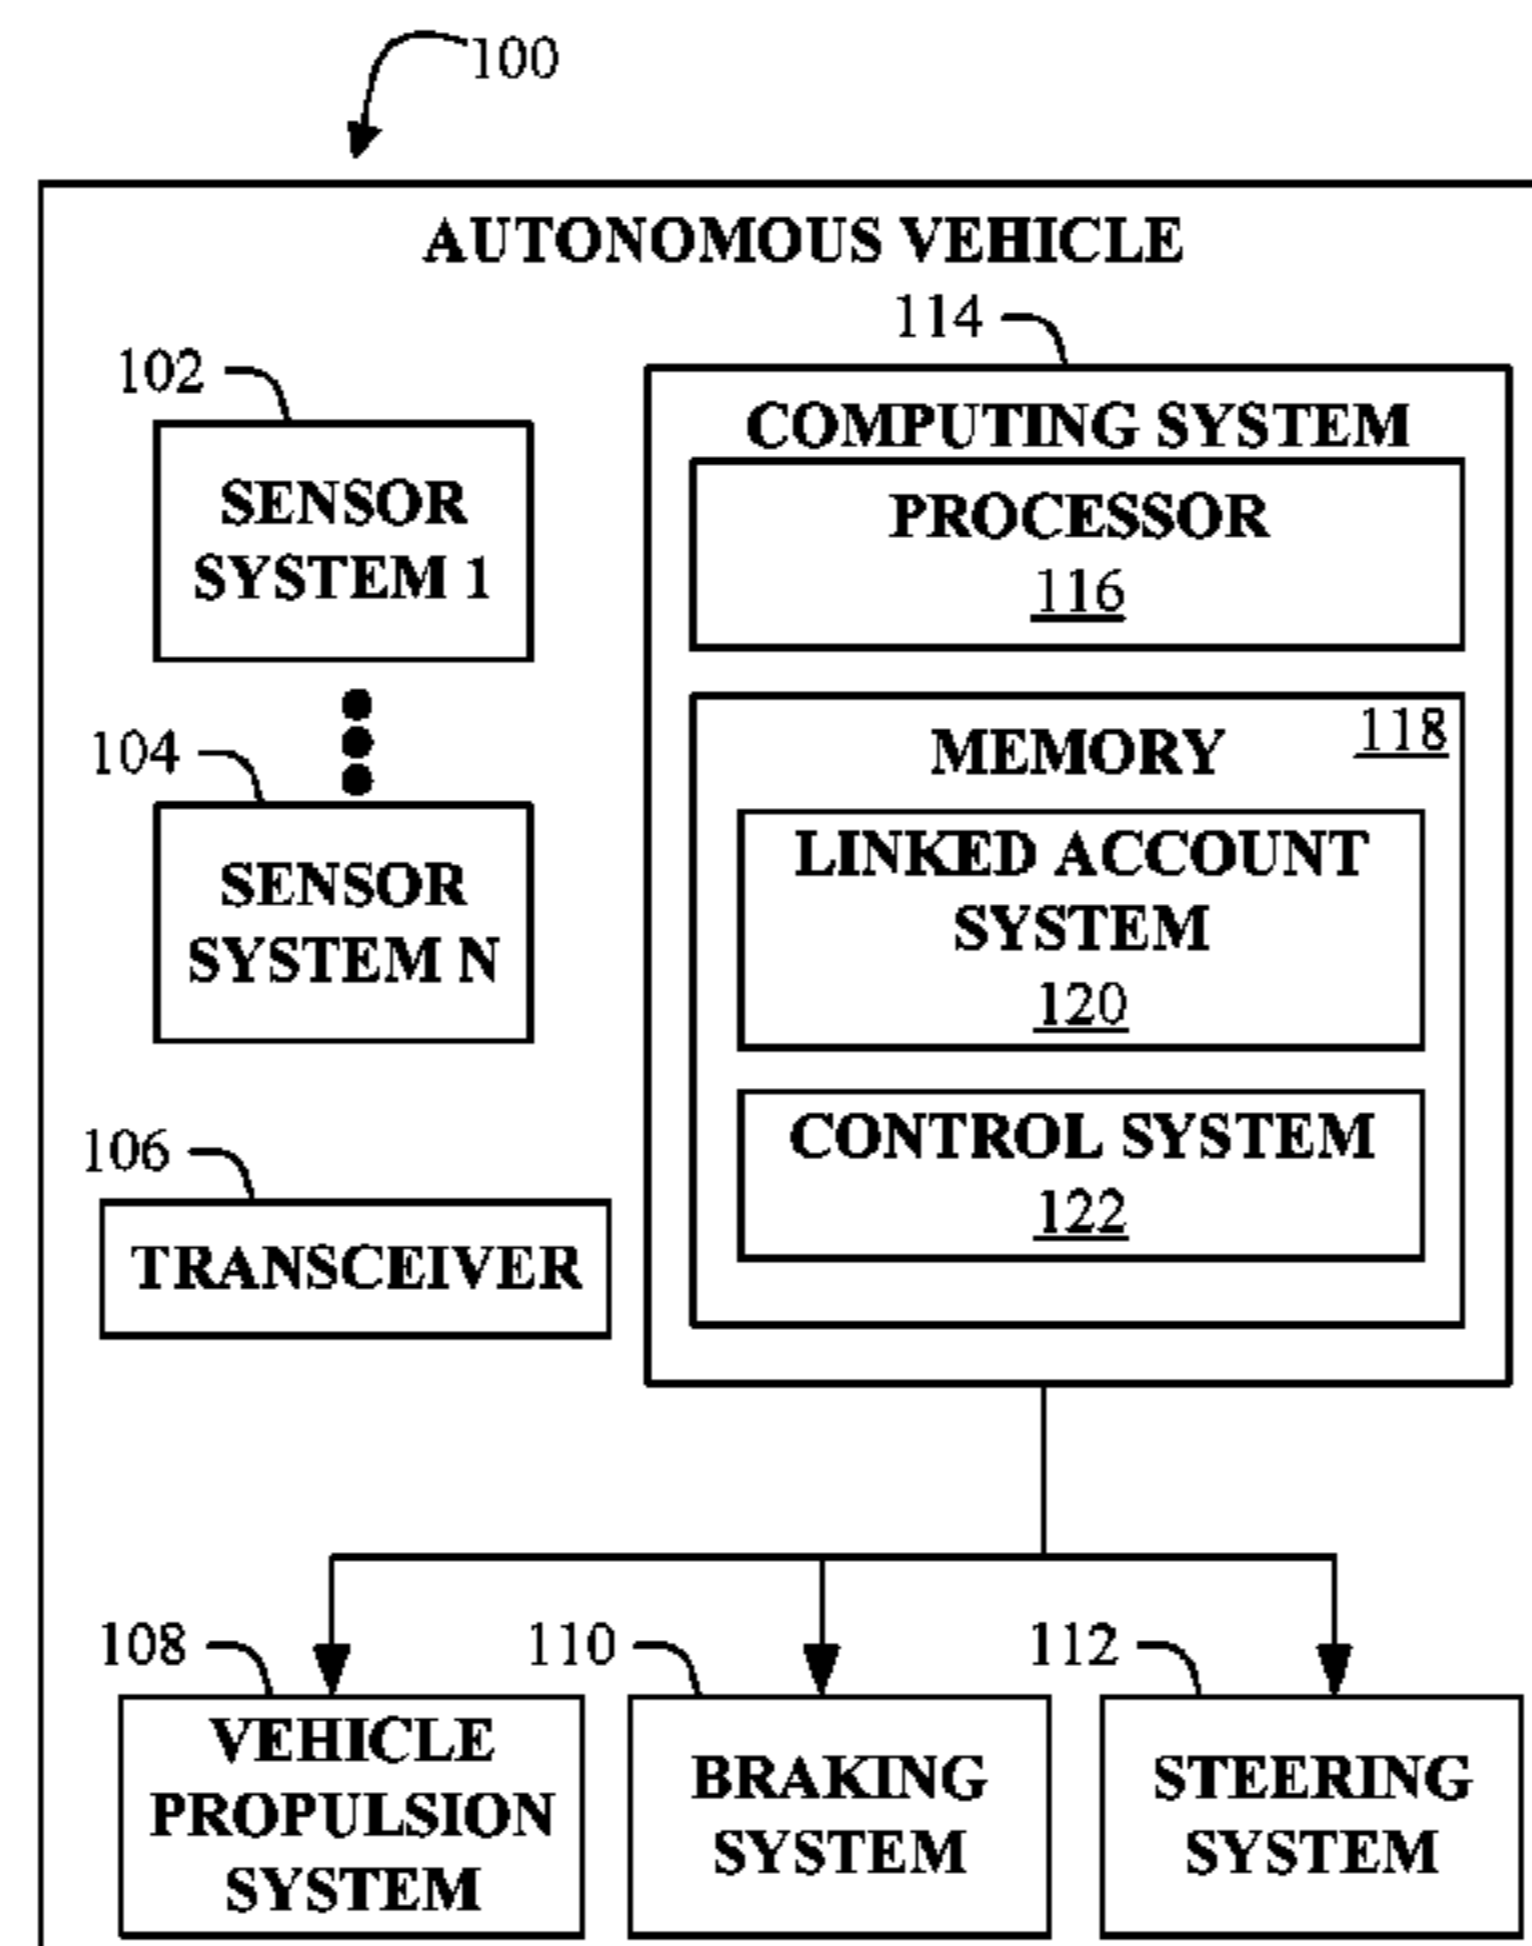 100
AUTONOMOUS VEHICLE
114
102
COMPUTING SYSTEM
SENSOR
SYSTEM 1
PROCESSOR
116
104
SENSOR
SYSTEM N
MEMORY
118
LINKED ACCOUNT
SYSTEM
120
CONTROL SYSTEM
122
106
TRANSCEIVER
108
VEHICLE
PROPULSION
SYSTEM
110
BRAKING
SYSTEM
112
STEERING
SYSTEM